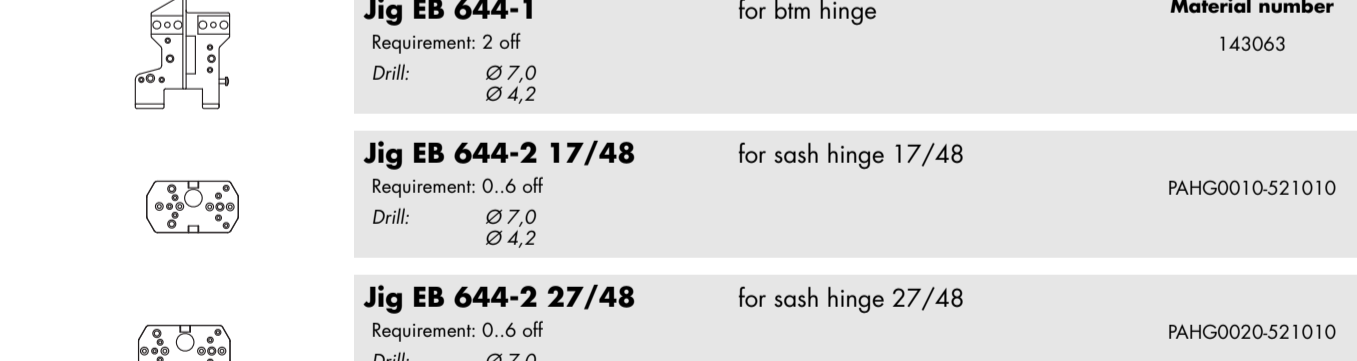 Jig EB 644-1 for btm hinge Material number
Requirement: 2 off 143063
Drill: Ø 7,0
Ø 4,2
Jig EB 644-2 17/48 for sash hinge 17/48
Requirement: 0..6 off PAHG0010-521010
Drill: Ø 7,0
Ø 4,2
Jig EB 644-2 27/48 for sash hinge 27/48
Requirement: 0..6 off PAHG0020-521010
Drill: Ø 7,0